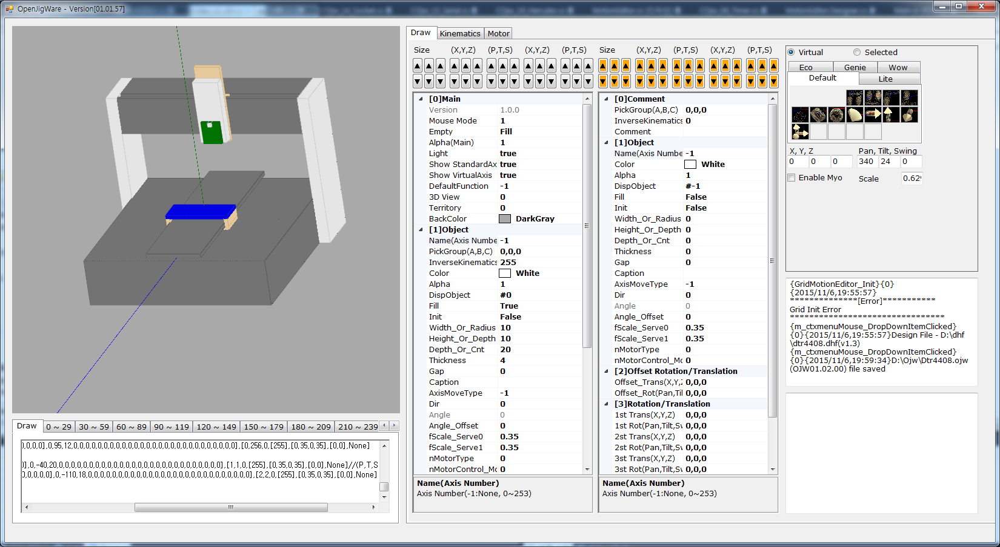 OpenJigWare - Version[01.01.57]
Draw
Kinematics
Motor
Size (X,Y,Z) (P,T,S) (X,Y,Z) (P,T,S)
Size (X,Y,Z) (P,T,S) (X,Y,Z) (P,T,S)
[0]Main
Version 1.0.0
Mouse Mode 1
Empty Fill
Alpha(Main) 1
Light true
Show StandardAx true
Show VirtualAxis true
DefaultFunction -1
3D View 0
Territory 0
BackColor DarkGray
[1]Object
Name(Axis Numbe -1
PickGroup(A,B,C) 0,0,0
InverseKinematics 255
Color White
Alpha 1
DispObject #0
Fill True
Init False
Width_Or_Radius 10
Height_Or_Depth 10
Depth_Or_Cnt 20
Thickness 4
Gap 0
Caption
AxisMoveType -1
Dir 0
Angle 0
Angle_Offset 0
fScale_Serve0 0.35
fScale_Serve1 0.35
nMotorType 0
nMotorControl_Mo 0
Name(Axis Number)
Axis Number(-1:None, 0~253)
[0]Comment
PickGroup(A,B,C) 0,0,0
InverseKinematics 0
Comment
[1]Object
Name(Axis Numbe -1
Color White
Alpha 1
DispObject #-1
Fill False
Init False
Width_Or_Radius 0
Height_Or_Depth 0
Depth_Or_Cnt 0
Thickness 0
Gap 0
Caption
AxisMoveType -1
Dir 0
Angle 0
Angle_Offset 0
fScale_Serve0 0.35
fScale_Serve1 0.35
nMotorType 0
nMotorControl_Mo 0
[2]Offset Rotation/Translation
Offset_Trans(X,Y,Z 0,0,0
Offset_Rot(Pan,Til 0,0,0
[3]Rotation/Translation
1st Trans(X,Y,Z) 0,0,0
1st Rot(Pan,Tilt,Sv 0,0,0
2st Trans(X,Y,Z) 0,0,0
2st Rot(Pan,Tilt,Sv 0,0,0
3st Trans(X,Y,Z) 0,0,0
3st Rot(Pan,Tilt,Sv 0,0,0
Name(Axis Number)
Axis Number(-1:None, 0~253)
Virtual Selected
Eco Genie Wow
Default Lite
X, Y, Z Pan, Tilt, Swing
0 0 0 340 24 0
Enable Myo Scale 0.629
{GridMotionEditor_Init}{0}
{2015/11/6,19:55:57}
**************[Error]***********
Grid Init Error
********************************
{m_ctxmenuMouse_DropDownItemClicked}
{0}{2015/11/6,19:55:57}Design File - D:\dhf
\dtr4408.dhf(v1.3)
{m_ctxmenuMouse_DropDownItemClicked}
{0}{2015/11/6,19:59:34}D:\Ojw\Dtr4408.ojw
(OJW01.02.00) file saved
Draw 0 ~ 29 30 ~ 59 60 ~ 89 90 ~ 119 120 ~ 149 150 ~ 179 180 ~ 209 210 ~ 239
),0,0,0],0,95,12,0,0,0,0,0,0,0,0,0,0,0,0,0,0,0,0,0,0,0,0,0,0,0,0,0],[0,256,0,[255],[0,35,0,35],[0,0],None]
0],0,-40,20,0,0,0,0,0,0,0,0,0,0,0,0,0,0,0,0,0,0,0,0,0,0,0,0,0,0,0],[1,1,0,[255],[0,35,0,35],[0,0],None]//(P,T,S
0,0,0,0,0],0,-110,16,0,0,0,0,0,0,0,0,0,0,0,0,0,0,0,0,0,0,0,0,0,0,0,0,0,0,0],[2,2,0,[255],[0,35,0,35],[0,0],None]